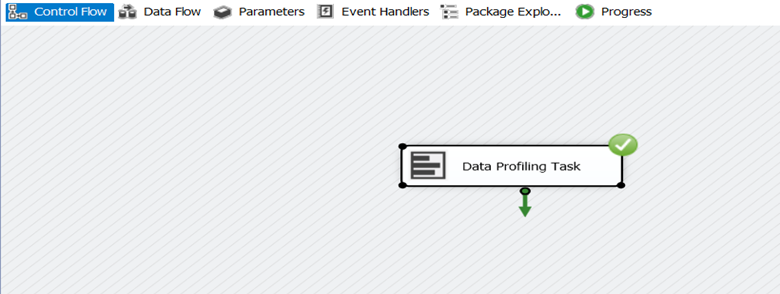 Control Flow Data Flow Parameters Event Handlers Package Explo... Progress
Data Profiling Task